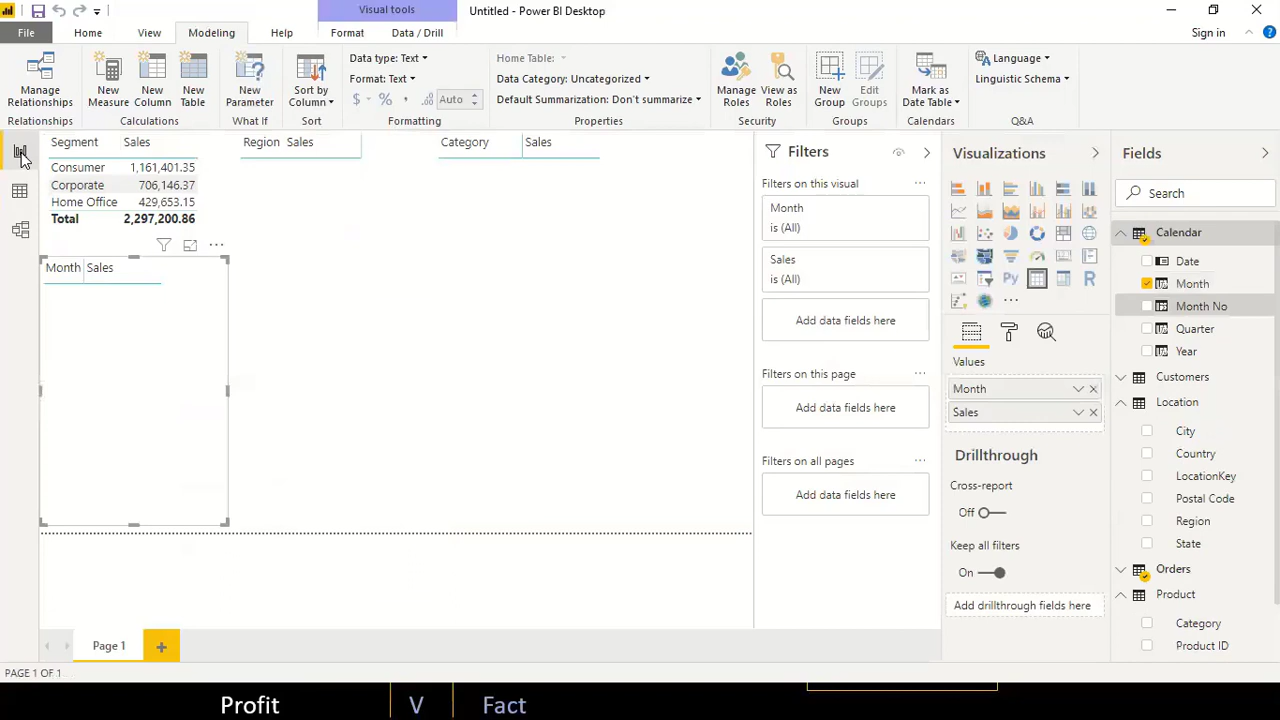 Visual tools
Untitled - Power BI Desktop
File Home View Modeling Help Format Data / Drill Sign in
Manage Relationships
New Measure
New Column
New Table
New Parameter
Sort by Column
Data type: Text
Format: Text
$ % , Auto
Home Table:
Data Category: Uncategorized
Default Summarization: Don't summarize
Manage Roles
View as Roles
New Group
Edit Groups
Mark as Date Table
Language
Linguistic Schema
Relationships Calculations What If Sort Formatting Properties Security Groups Calendars Q&A
Segment Sales
Consumer 1,161,401.35
Corporate 706,146.37
Home Office 429,653.15
Total 2,297,200.86
Region Sales
Category Sales
Month Sales
Filters
Filters on this visual
Month
is (All)
Sales
is (All)
Add data fields here
Filters on this page
Add data fields here
Filters on all pages
Add data fields here
Visualizations
Py
R
Values
Month
Sales
Drillthrough
Cross-report
Off
Keep all filters
On
Add drillthrough fields here
Fields
Search
Calendar
Date
Month
Month No
Quarter
Year
Customers
Location
City
Country
LocationKey
Postal Code
Region
State
Orders
Product
Category
Product ID
Page 1
PAGE 1 OF 1
Profit V Fact